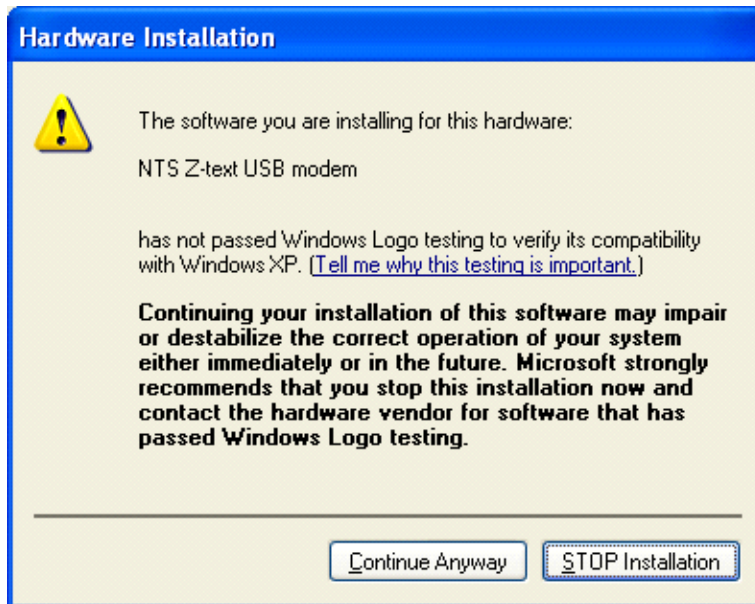 Hardware Installation
The software you are installing for this hardware:
NTS Z-text USB modem
has not passed Windows Logo testing to verify its compatibility
with Windows XP. (Tell me why this testing is important.)
Continuing your installation of this software may impair
or destabilize the correct operation of your system
either immediately or in the future. Microsoft strongly
recommends that you stop this installation now and
contact the hardware vendor for software that has
passed Windows Logo testing.
Continue Anyway STOP Installation